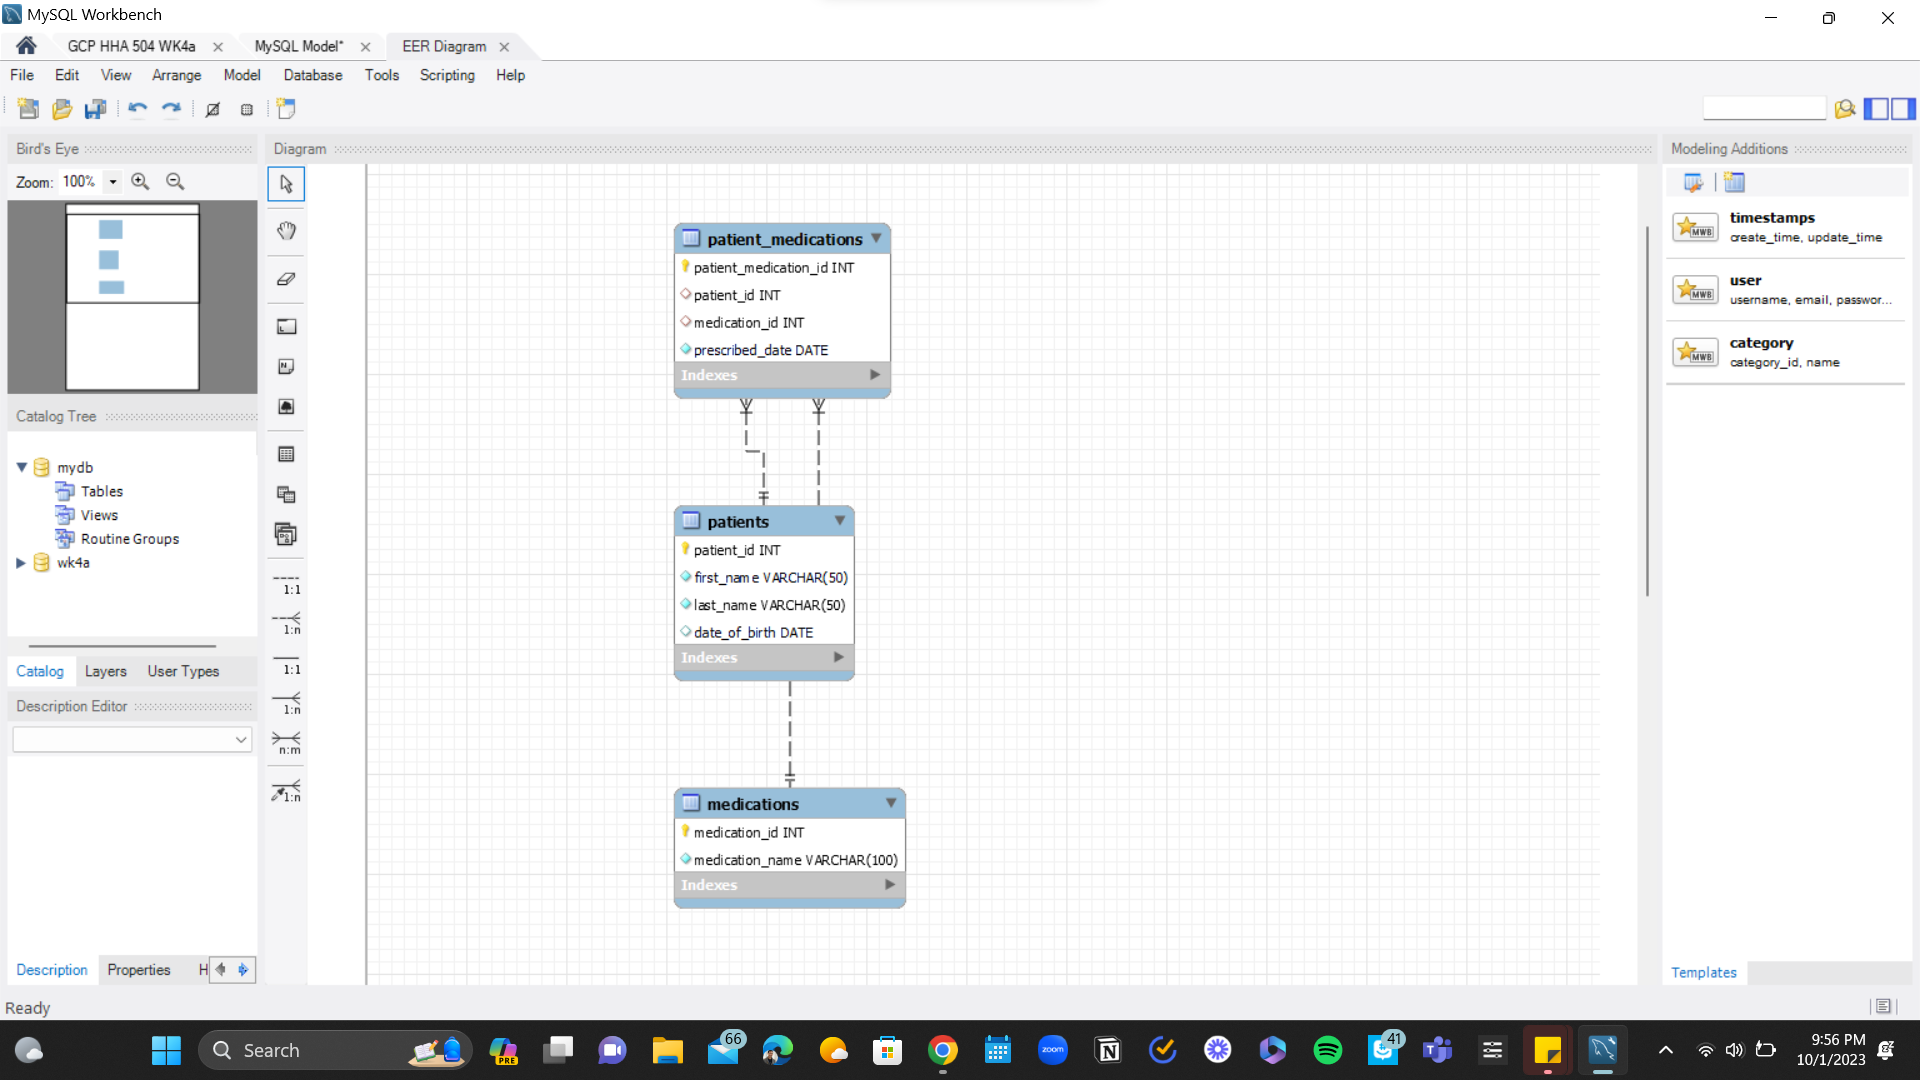 MySQL Workbench
GCP HHA 504 WK4a
MySQL Model*
EER Diagram
File Edit View Arrange Model Database Tools Scripting Help
Bird's Eye
Zoom: 100%
Catalog Tree
mydb
Tables
Views
Routine Groups
wk4a
Catalog Layers User Types
Description Editor
Description Properties H
Ready
Diagram
1:1
1:n
1:1
1:n
n:m
1:n
patient_medications
patient_medication_id INT
patient_id INT
medication_id INT
prescribed_date DATE
Indexes
patients
patient_id INT
first_name VARCHAR(50)
last_name VARCHAR(50)
date_of_birth DATE
Indexes
medications
medication_id INT
medication_name VARCHAR(100)
Indexes
Modeling Additions
MWB
timestamps
create_time, update_time
MWB
user
username, email, passwor...
MWB
category
category_id, name
Templates
Search
PRE
66
zoom
41
9:56 PM
10/1/2023